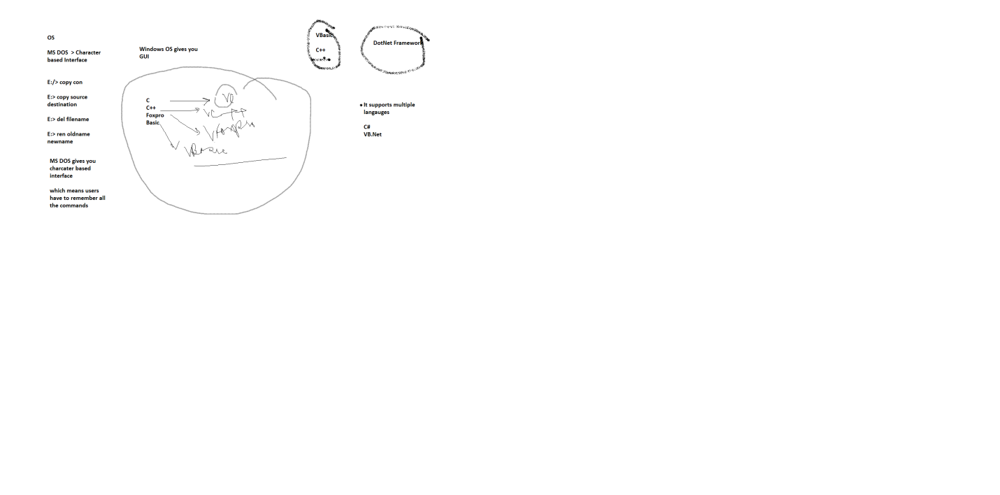 OS
MS DOS  > Character
based Interface
E:/> copy con
E:> copy source
destination
E:> del filename
E:> ren oldname
newname
MS DOS gives you
charcater based
interface
which means users
have to remember all
the commands
Windows OS gives you
GUI
C
C++
Foxpro
Basic
VC
VC++
VBasic
C++
DotNet Framework
It supports multiple
langauges
C#
VB.Net